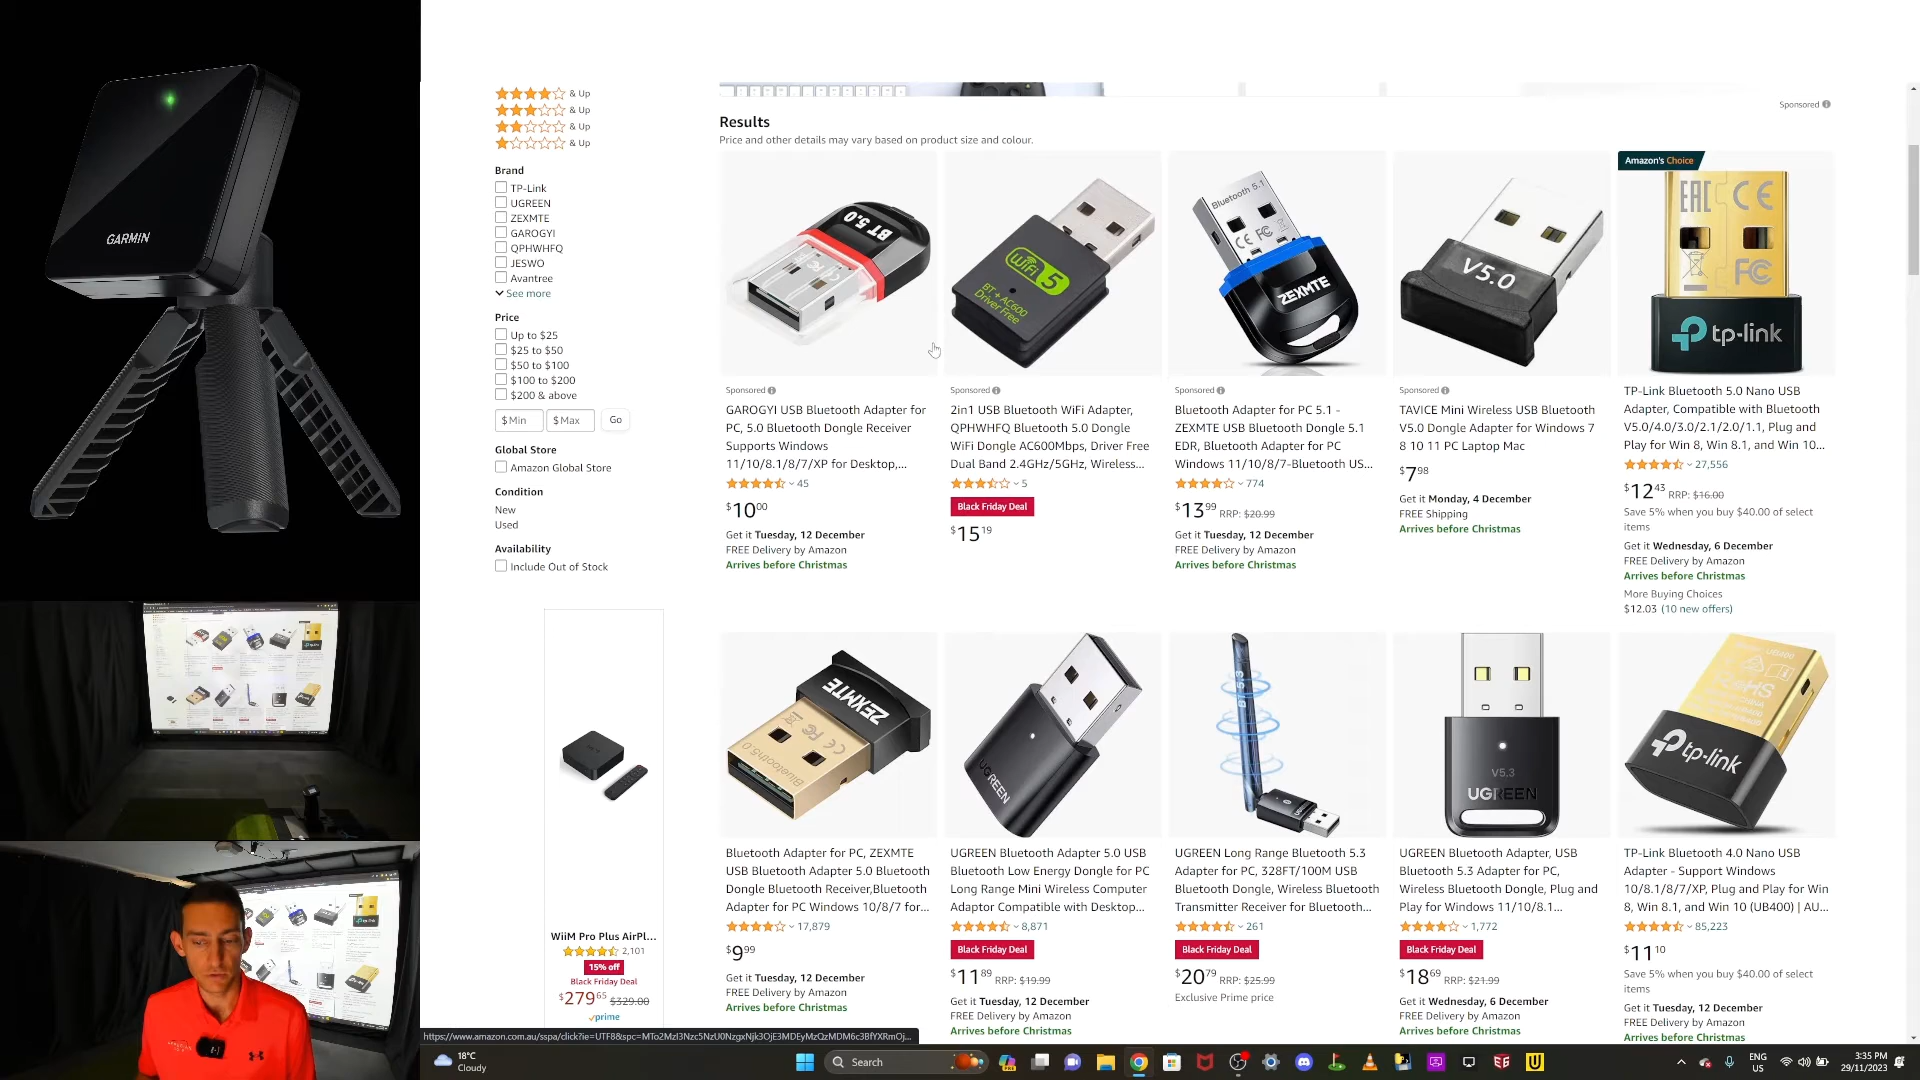 GARMIN
& Up
& Up
& Up
& Up
Brand
TP-Link
UGREEN
ZEXMTE
GAROGYI
QPHWHFQ
JESWO
Avantree
See more
Price
Up to $25
$25 to $50
$50 to $100
$100 to $200
$200 & above
$ Min
$ Max
Go
Global Store
Amazon Global Store
Condition
New
Used
Availability
Include Out of Stock
WiiM Pro Plus AirPl...
2,101
15% off
Black Friday Deal
$279 65 $329.00
prime
Sponsored
Results
Price and other details may vary based on product size and colour.
BT 5.0
Sponsored
GAROGYI USB Bluetooth Adapter for
PC, 5.0 Bluetooth Dongle Receiver
Supports Windows
11/10/8.1/8/7/XP for Desktop,...
45
$10 00
Get it Tuesday, 12 December
FREE Delivery by Amazon
Arrives before Christmas
WiFi 5
BT + AC600
Driver Free
Sponsored
2in1 USB Bluetooth WiFi Adapter,
QPHWHFQ Bluetooth 5.0 Dongle
WiFi Dongle AC600Mbps, Driver Free
Dual Band 2.4GHz/5GHz, Wireless...
5
Black Friday Deal
$15 19
Bluetooth 5.1
CE FC
ZEXMTE
Sponsored
Bluetooth Adapter for PC 5.1 -
ZEXMTE USB Bluetooth Dongle 5.1
EDR, Bluetooth Adapter for PC
Windows 11/10/8/7-Bluetooth US...
774
$13 99 RRP: $20.99
Get it Tuesday, 12 December
FREE Delivery by Amazon
Arrives before Christmas
V5.0
Sponsored
TAVICE Mini Wireless USB Bluetooth
V5.0 Dongle Adapter for Windows 7
8 10 11 PC Laptop Mac
$7 98
Get it Monday, 4 December
FREE Shipping
Arrives before Christmas
Amazon's Choice
EAC CE
FC
tp-link
TP-Link Bluetooth 5.0 Nano USB
Adapter, Compatible with Bluetooth
V5.0/4.0/3.0/2.1/2.0/1.1, Plug and
Play for Win 8, Win 8.1, and Win 10...
27,556
$12 43 RRP: $16.00
Save 5% when you buy $40.00 of select
items
Get it Wednesday, 6 December
FREE Delivery by Amazon
Arrives before Christmas
More Buying Choices
$12.03 (10 new offers)
ZEXMTE
CE FC
Bluetooth5.0
Bluetooth Adapter for PC, ZEXMTE
USB Bluetooth Adapter 5.0 Bluetooth
Dongle Bluetooth Receiver,Bluetooth
Adapter for PC Windows 10/8/7 for...
17,879
$9 99
Get it Tuesday, 12 December
FREE Delivery by Amazon
Arrives before Christmas
UGREEN
UGREEN Bluetooth Adapter 5.0 USB
Bluetooth Low Energy Dongle for PC
Long Range Mini Wireless Computer
Adaptor Compatible with Desktop...
8,871
Black Friday Deal
$11 89 RRP: $19.99
Get it Tuesday, 12 December
FREE Delivery by Amazon
Arrives before Christmas
UGREEN Long Range Bluetooth 5.3
Adapter for PC, 328FT/100M USB
Bluetooth Dongle, Wireless Bluetooth
Transmitter Receiver for Bluetooth...
261
Black Friday Deal
$20 79 RRP: $25.99
Exclusive Prime price
V5.3
UGREEN
UGREEN Bluetooth Adapter, USB
Bluetooth 5.3 Adapter for PC,
Wireless Bluetooth Dongle, Plug and
Play for Windows 11/10/8.1...
1,772
Black Friday Deal
$18 69 RRP: $21.99
Get it Wednesday, 6 December
FREE Delivery by Amazon
Arrives before Christmas
tp-link
TP-Link Bluetooth 4.0 Nano USB
Adapter - Support Windows
10/8.1/8/7/XP, Plug and Play for Win
8, Win 8.1, and Win 10 (UB400) | AU...
85,223
$11 10
Save 5% when you buy $40.00 of select
items
Get it Tuesday, 12 December
FREE Delivery by Amazon
Arrives before Christmas
18°C
Cloudy
Search
ENG
US
3:35 PM
29/11/2023